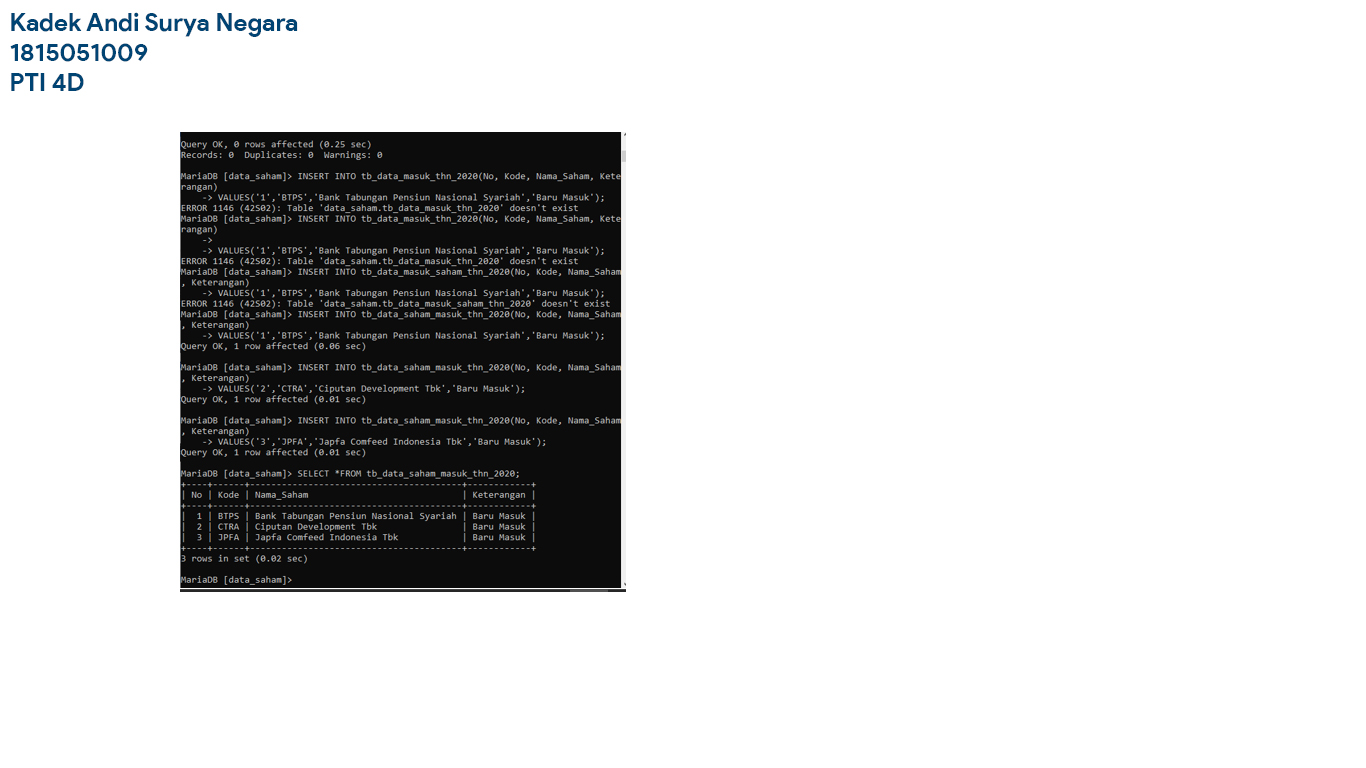 Kadek Andi Surya Negara
1815051009
PTI 4D
Query OK, 0 rows affected (0.25 sec)
Records: 0  Duplicates: 0  Warnings: 0
MariaDB [data_saham]> INSERT INTO tb_data_masuk_thn_2020(No, Kode, Nama_Saham, Kete
rangan)
    -> VALUES('1','BTPS','Bank Tabungan Pensiun Nasional Syariah','Baru Masuk');
ERROR 1146 (42S02): Table 'data_saham.tb_data_masuk_thn_2020' doesn't exist
MariaDB [data_saham]> INSERT INTO tb_data_masuk_thn_2020(No, Kode, Nama_Saham, Kete
rangan)
    ->
    -> VALUES('1','BTPS','Bank Tabungan Pensiun Nasional Syariah','Baru Masuk');
ERROR 1146 (42S02): Table 'data_saham.tb_data_masuk_thn_2020' doesn't exist
MariaDB [data_saham]> INSERT INTO tb_data_masuk_saham_thn_2020(No, Kode, Nama_Saham
, Keterangan)
    -> VALUES('1','BTPS','Bank Tabungan Pensiun Nasional Syariah','Baru Masuk');
ERROR 1146 (42S02): Table 'data_saham.tb_data_masuk_saham_thn_2020' doesn't exist
MariaDB [data_saham]> INSERT INTO tb_data_saham_masuk_thn_2020(No, Kode, Nama_Saham
, Keterangan)
    -> VALUES('1','BTPS','Bank Tabungan Pensiun Nasional Syariah','Baru Masuk');
Query OK, 1 row affected (0.06 sec)
MariaDB [data_saham]> INSERT INTO tb_data_saham_masuk_thn_2020(No, Kode, Nama_Saham
, Keterangan)
    -> VALUES('2','CTRA','Ciputan Development Tbk','Baru Masuk');
Query OK, 1 row affected (0.01 sec)
MariaDB [data_saham]> INSERT INTO tb_data_saham_masuk_thn_2020(No, Kode, Nama_Saham
, Keterangan)
    -> VALUES('3','JPFA','Japfa Comfeed Indonesia Tbk','Baru Masuk');
Query OK, 1 row affected (0.01 sec)
MariaDB [data_saham]> SELECT *FROM tb_data_saham_masuk_thn_2020;
+----+------+----------------------------------------+------------+
| No | Kode | Nama_Saham                             | Keterangan |
+----+------+----------------------------------------+------------+
|  1 | BTPS | Bank Tabungan Pensiun Nasional Syariah | Baru Masuk |
|  2 | CTRA | Ciputan Development Tbk                | Baru Masuk |
|  3 | JPFA | Japfa Comfeed Indonesia Tbk            | Baru Masuk |
+----+------+----------------------------------------+------------+
3 rows in set (0.02 sec)
MariaDB [data_saham]>